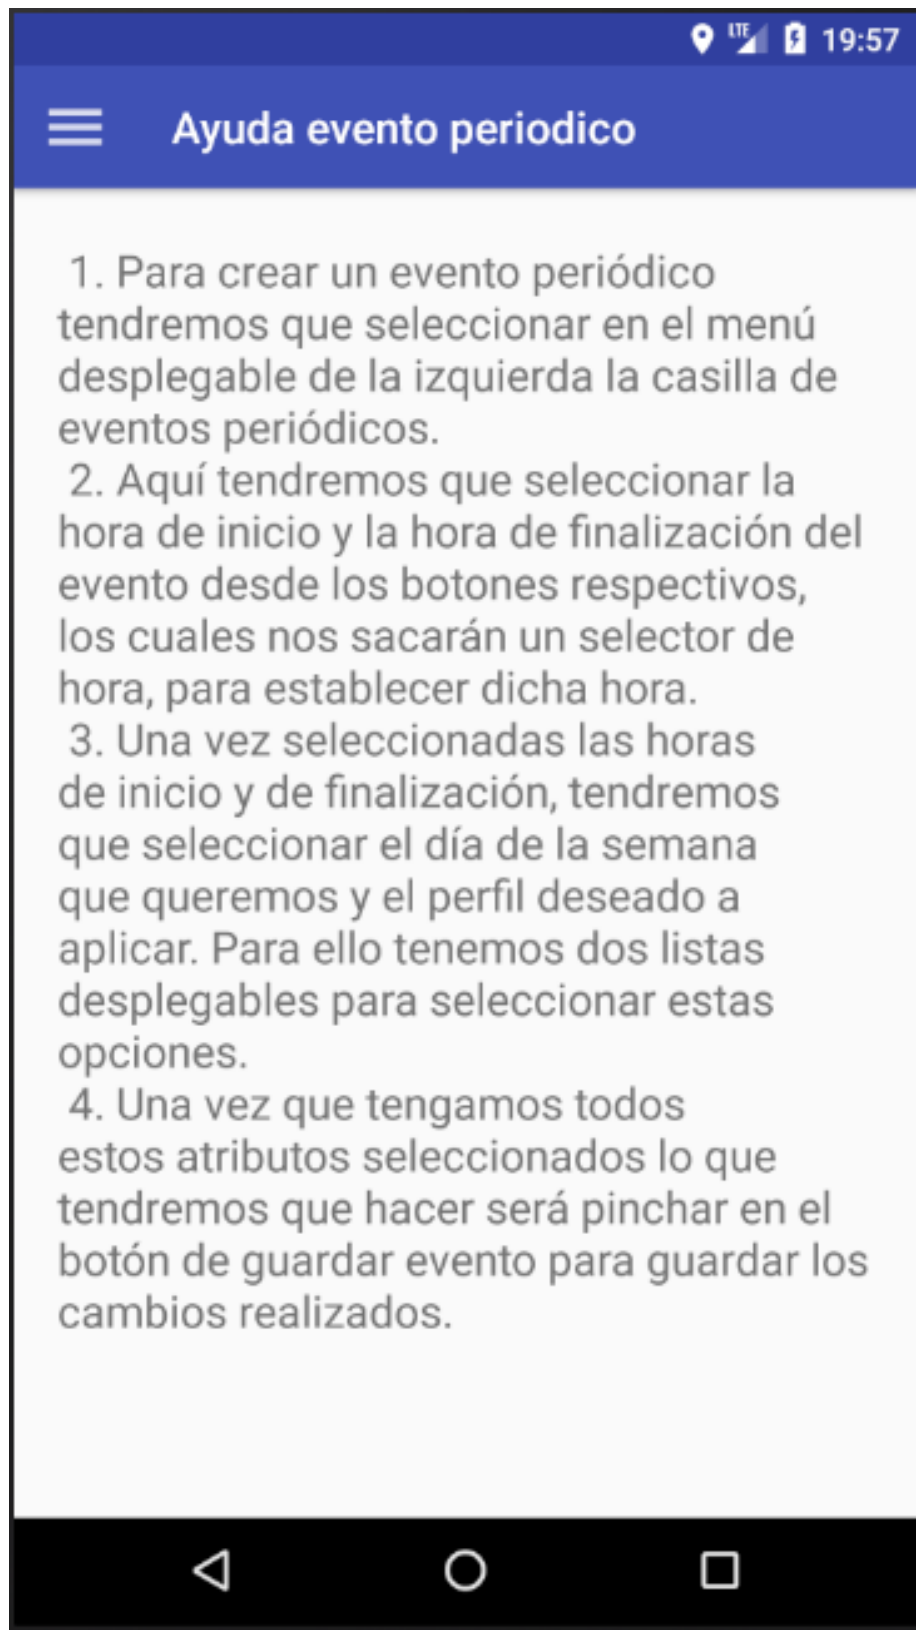 LTE 19:57
Ayuda evento periodico
1. Para crear un evento periódico
tendremos que seleccionar en el menú
desplegable de la izquierda la casilla de
eventos periódicos.
2. Aquí tendremos que seleccionar la
hora de inicio y la hora de finalización del
evento desde los botones respectivos,
los cuales nos sacarán un selector de
hora, para establecer dicha hora.
3. Una vez seleccionadas las horas
de inicio y de finalización, tendremos
que seleccionar el día de la semana
que queremos y el perfil deseado a
aplicar. Para ello tenemos dos listas
desplegables para seleccionar estas
opciones.
4. Una vez que tengamos todos
estos atributos seleccionados lo que
tendremos que hacer será pinchar en el
botón de guardar evento para guardar los
cambios realizados.